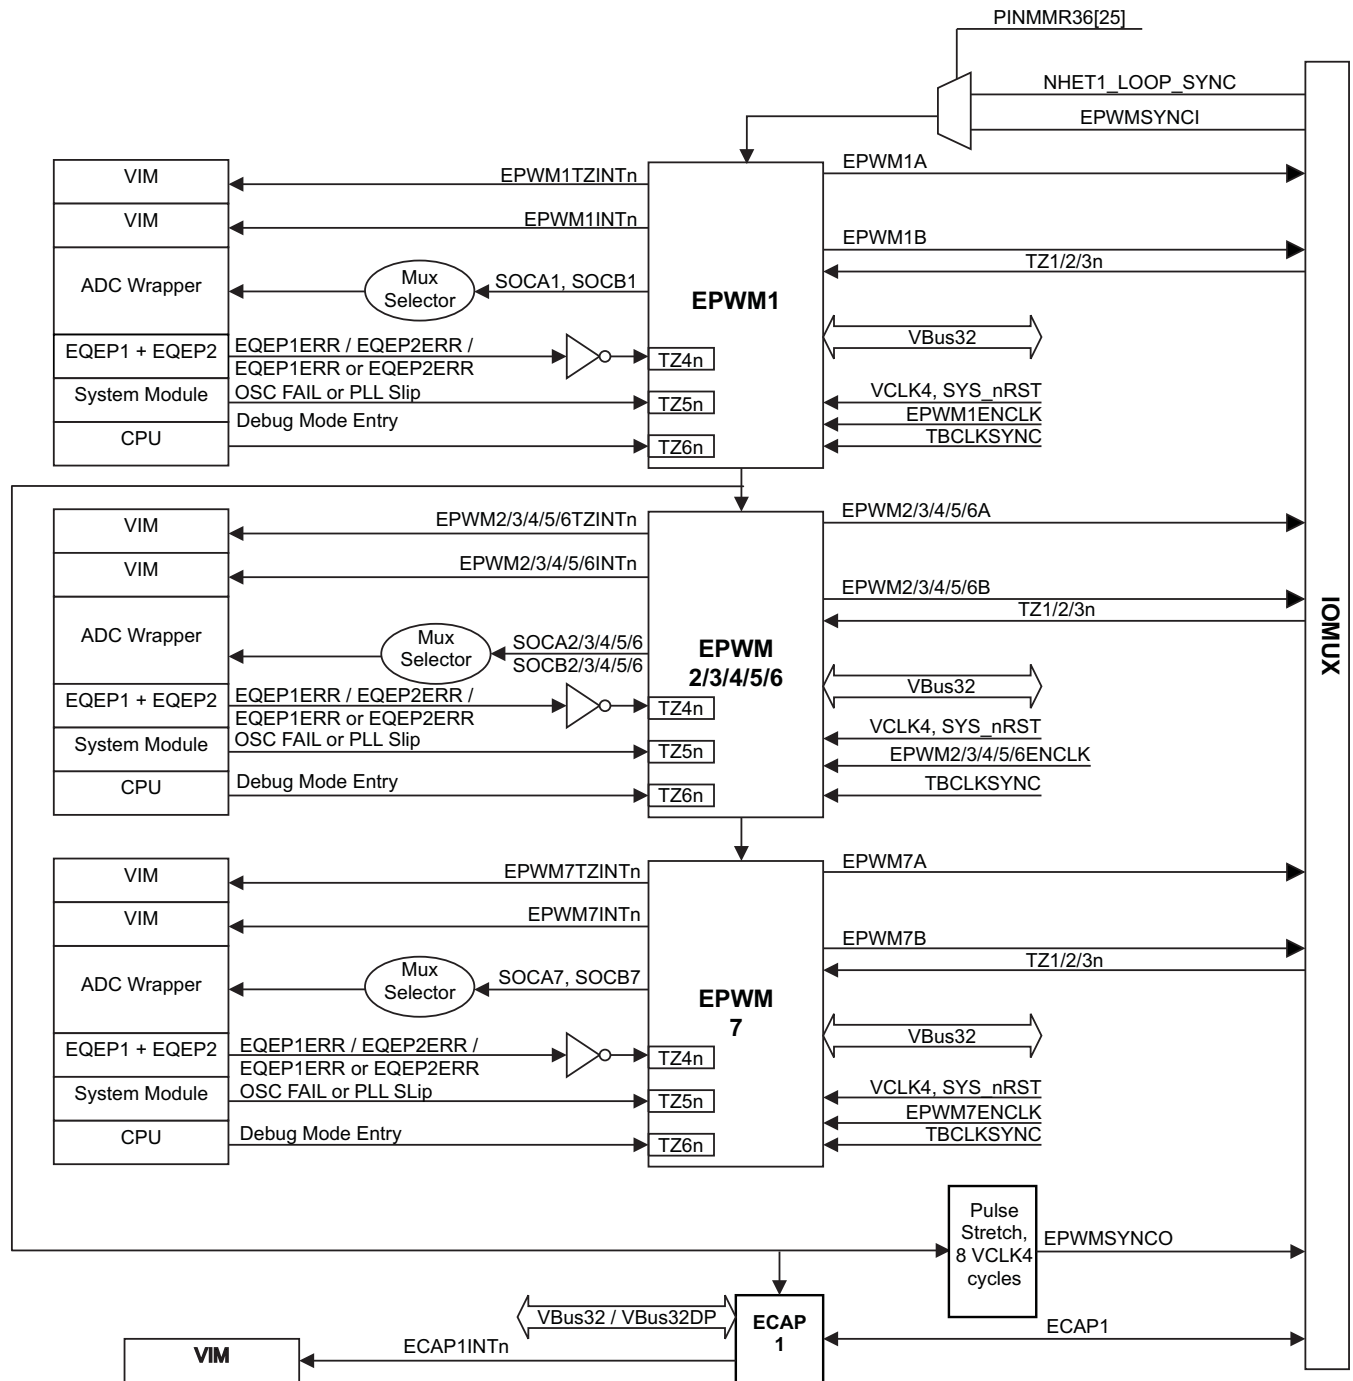 PINMMR36[25]
NHET1_LOOP_SYNC
EPWMSYNCI
VIM
EPWM1TZINTn
EPWM1A
VIM
EPWM1INTn
EPWM1B
TZ1/2/3n
ADC Wrapper
Mux
Selector
SOCA1, SOCB1
EPWM1
VBus32
EQEP1 + EQEP2
EQEP1ERR / EQEP2ERR /
EQEP1ERR or EQEP2ERR
TZ4n
System Module
OSC FAIL or PLL Slip
TZ5n
VCLK4, SYS_nRST
EPWM1ENCLK
CPU
Debug Mode Entry
TZ6n
TBCLKSYNC
VIM
EPWM2/3/4/5/6TZINTn
EPWM2/3/4/5/6A
VIM
EPWM2/3/4/5/6INTn
EPWM2/3/4/5/6B
TZ1/2/3n
IOMUX
ADC Wrapper
Mux
Selector
SOCA2/3/4/5/6
SOCB2/3/4/5/6
EPWM
2/3/4/5/6
VBus32
EQEP1 + EQEP2
EQEP1ERR / EQEP2ERR /
EQEP1ERR or EQEP2ERR
TZ4n
System Module
OSC FAIL or PLL Slip
TZ5n
VCLK4, SYS_nRST
EPWM2/3/4/5/6ENCLK
CPU
Debug Mode Entry
TZ6n
TBCLKSYNC
VIM
EPWM7TZINTn
EPWM7A
VIM
EPWM7INTn
EPWM7B
TZ1/2/3n
ADC Wrapper
Mux
Selector
SOCA7, SOCB7
EPWM
7
VBus32
EQEP1 + EQEP2
EQEP1ERR / EQEP2ERR /
EQEP1ERR or EQEP2ERR
TZ4n
System Module
OSC FAIL or PLL SLip
TZ5n
VCLK4, SYS_nRST
EPWM7ENCLK
CPU
Debug Mode Entry
TZ6n
TBCLKSYNC
Pulse
Stretch,
8 VCLK4
cycles
EPWMSYNCO
VBus32 / VBus32DP
ECAP
1
ECAP1
VIM
ECAP1INTn